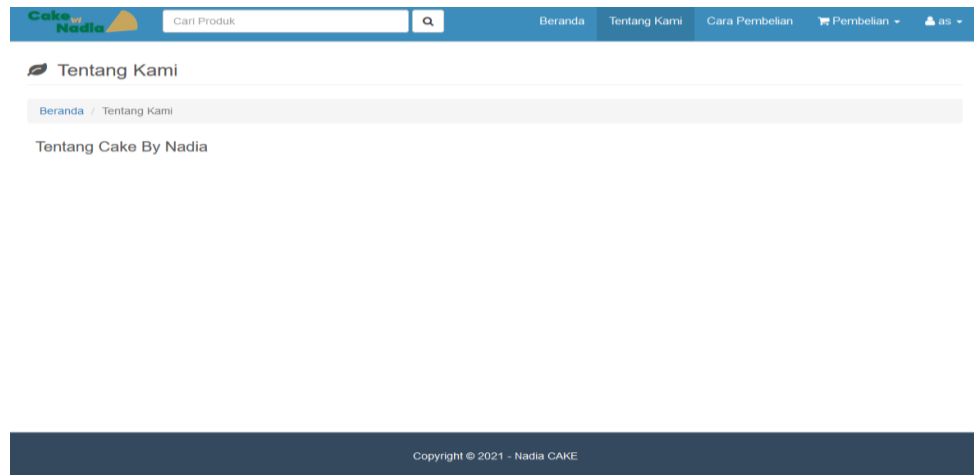 Cake by
Nadia
Cari Produk
Beranda
Tentang Kami
Cara Pembelian
Pembelian
as
Tentang Kami
Beranda / Tentang Kami
Tentang Cake By Nadia
Copyright © 2021 - Nadia CAKE